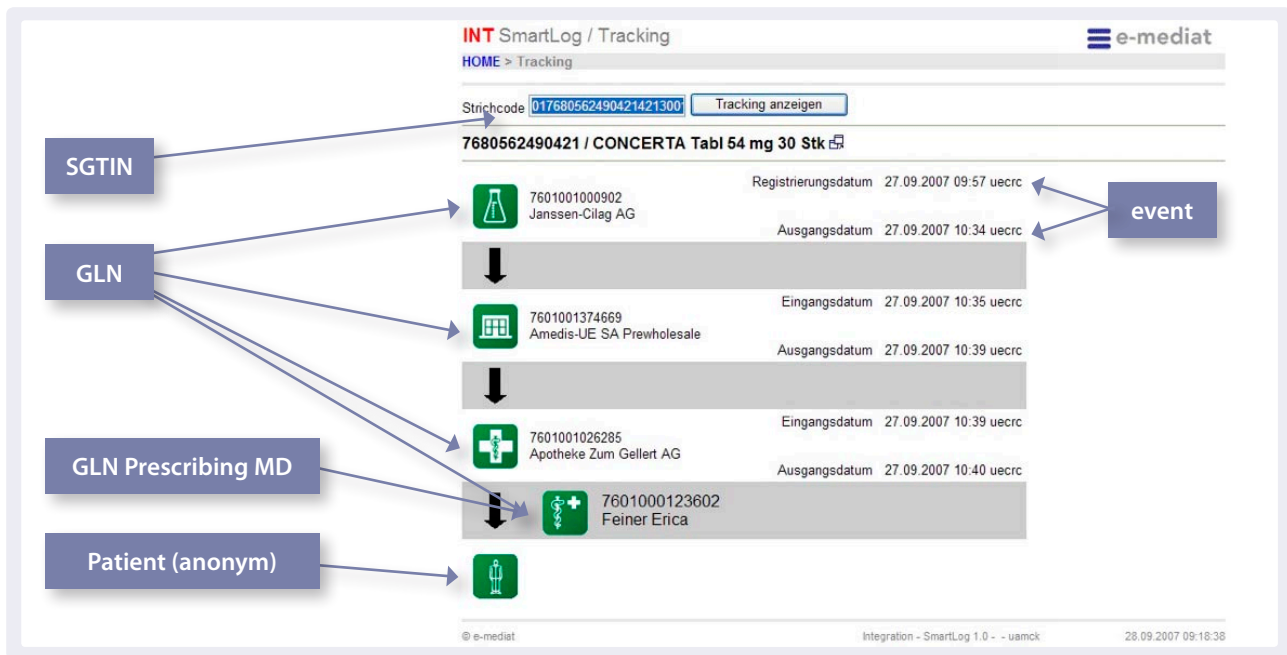 INT SmartLog / Tracking
e-mediat
HOME > Tracking
Strichcode 0176805624904214213001 Tracking anzeigen
7680562490421 / CONCERTA Tabl 54 mg 30 Stk
SGTIN
Registrierungsdatum 27.09.2007 09:57 uecrc
7601001000902
Janssen-Cilag AG
event
Ausgangsdatum 27.09.2007 10:34 uecrc
GLN
Eingangsdatum 27.09.2007 10:35 uecrc
7601001374669
Amedis-UE SA Prewholesale
Ausgangsdatum 27.09.2007 10:39 uecrc
Eingangsdatum 27.09.2007 10:39 uecrc
7601001026285
Apotheke Zum Gellert AG
GLN Prescribing MD
Ausgangsdatum 27.09.2007 10:40 uecrc
7601000123602
Feiner Erica
Patient (anonym)
© e-mediat
Integration - SmartLog 1.0 - - uamck
28.09.2007 09:18:38